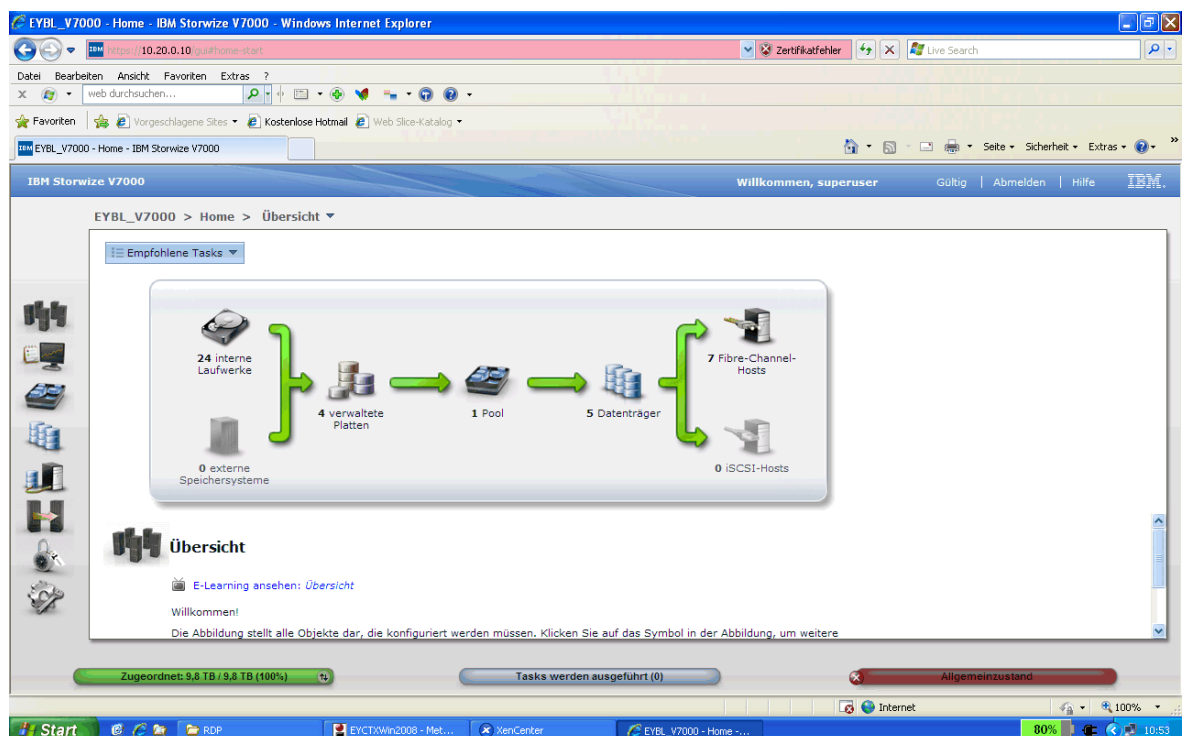 EYBL_V7000 - Home - IBM Storwize V7000 - Windows Internet Explorer
https://10.20.0.10/gui#home-start
Zertifikatfehler
Live Search
Datei Bearbeiten Ansicht Favoriten Extras ?
web durchsuchen...
Favoriten Vorgeschlagene Sites Kostenlose Hotmail Web Slice-Katalog
EYBL_V7000 - Home - IBM Storwize V7000
Seite Sicherheit Extras
IBM Storwize V7000
Willkommen, superuser
Gültig | Abmelden | Hilfe
IBM.
EYBL_V7000 > Home > Übersicht
Empfohlene Tasks
24 interne
Laufwerke
0 externe
Speichersysteme
4 verwaltete
Platten
1 Pool
5 Datenträger
7 Fibre-Channel-
Hosts
0 iSCSI-Hosts
Übersicht
E-Learning ansehen: Übersicht
Willkommen!
Die Abbildung stellt alle Objekte dar, die konfiguriert werden müssen. Klicken Sie auf das Symbol in der Abbildung, um weitere
Zugeordnet: 9,8 TB / 9,8 TB (100%)
Tasks werden ausgeführt (0)
Allgemeinzustand
Internet
100%
Start
RDP
EYCTXWin2008 - Met...
XenCenter
EYBL_V7000 - Home -...
80%
10:53